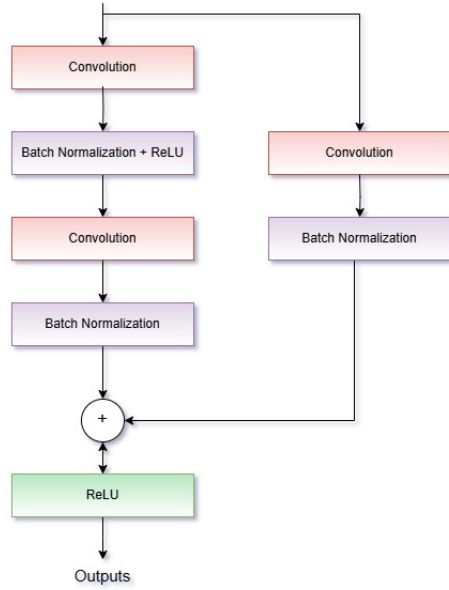 Convolution
Batch Normalization + ReLU
Convolution
Convolution
Batch Normalization
Batch Normalization
+
ReLU
Outputs